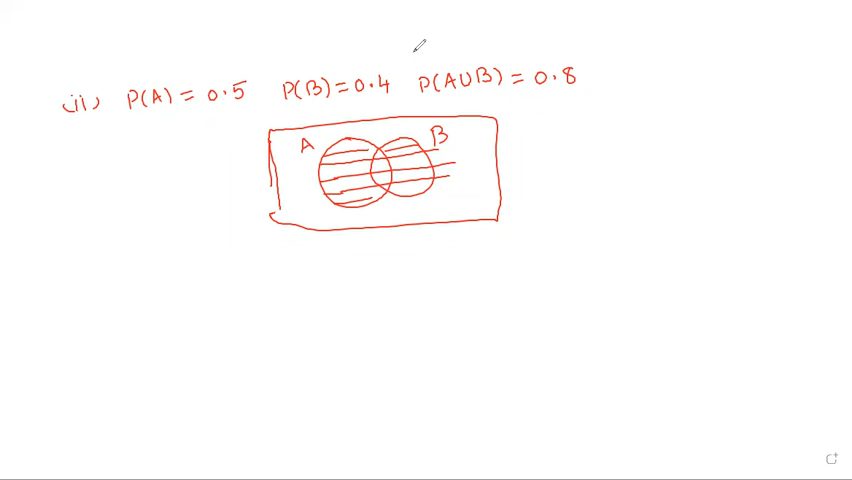 (ii) P(A) = 0.5 P(B) = 0.4 P(A∪B) = 0.8
A B